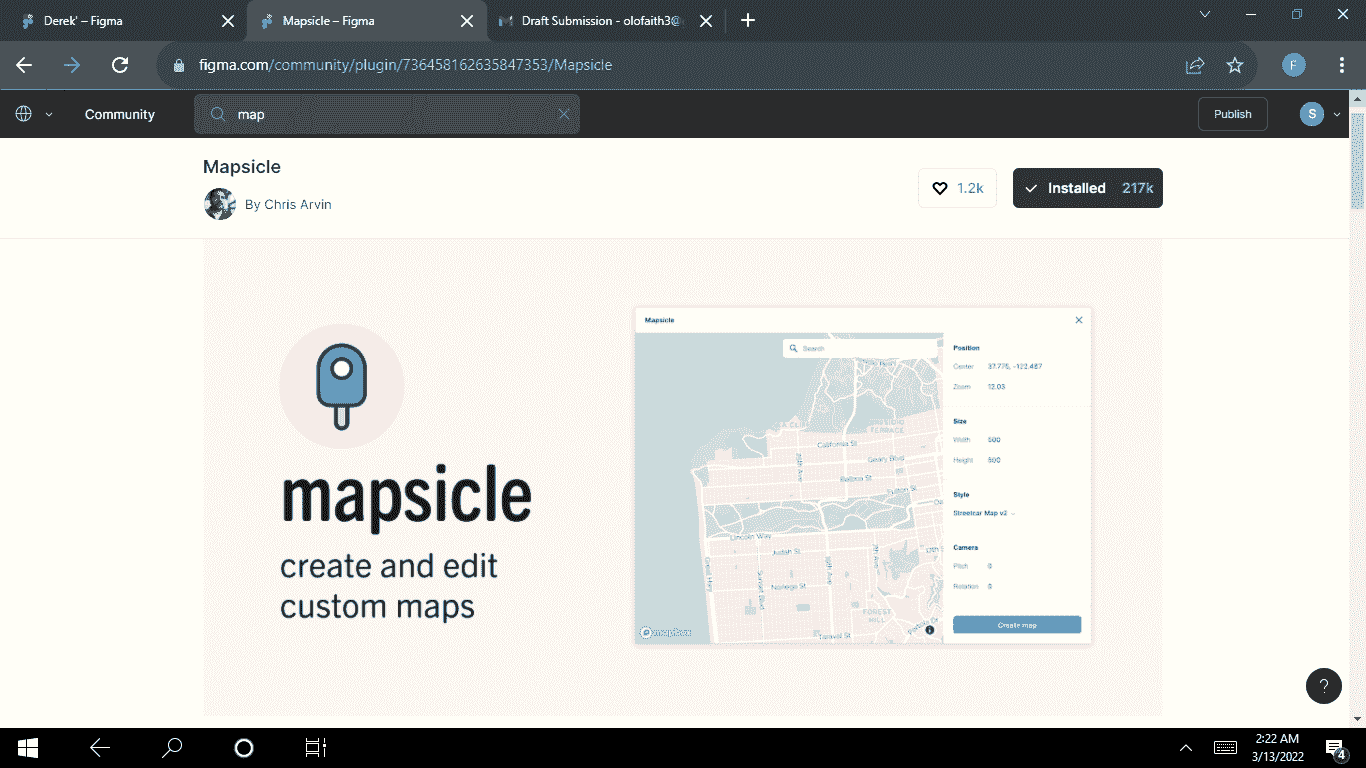 Derek' – Figma
Mapsicle – Figma
Draft Submission - olofaith3@
figma.com/community/plugin/736458162635847353/Mapsicle
F
Community
map
Publish
S
Mapsicle
By Chris Arvin
1.2k
Installed 217k
mapsicle
create and edit
custom maps
Mapsicle
Search
TERRACE
California St
Geary Blvd
Balboa St
Fulton St
Lincoln Way
Judah St
Noriega St
Taraval St
25th Ave
19th Ave
7th Ave
Great Hwy
Sunset Blvd
FOREST
HILL
mapbox
Position
Center 37.775, -122.487
Zoom 12.03
Size
Width 500
Height 500
Style
Streetcar Map v2
Camera
Pitch 0
Rotation 0
Create map
?
2:22 AM
3/13/2022
4